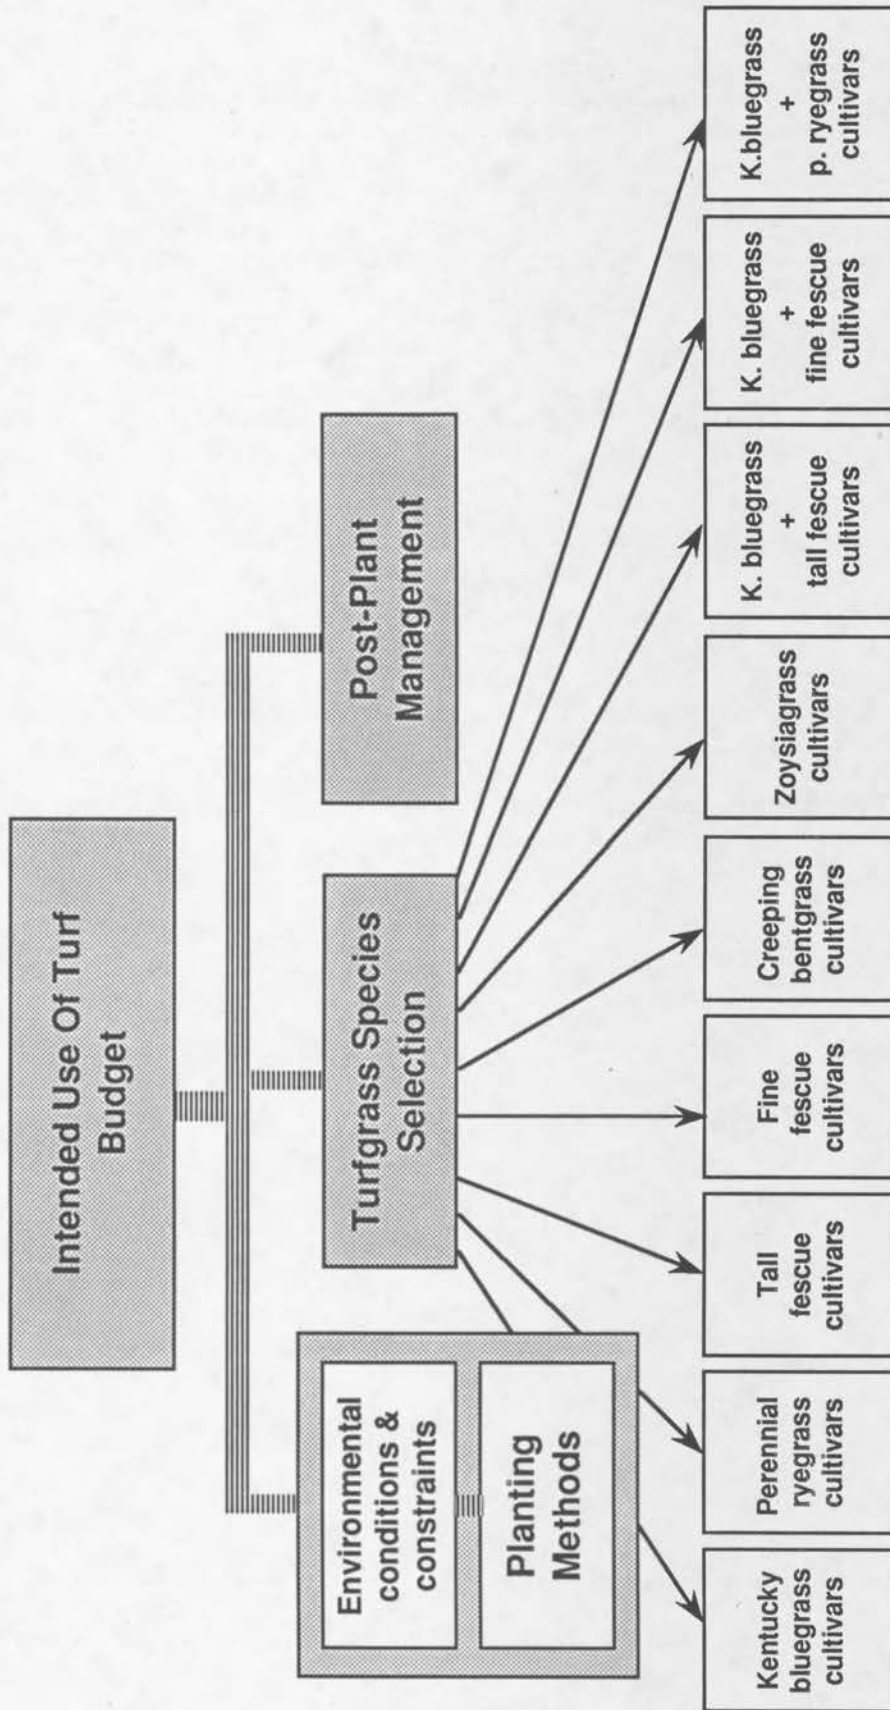 Intended Use Of Turf
Budget
Environmental
conditions &
constraints
Planting
Methods
Turfgrass Species
Selection
Post-Plant
Management
Kentucky
bluegrass
cultivars
Perennial
ryegrass
cultivars
Tall
fescue
cultivars
Fine
fescue
cultivars
Creeping
bentgrass
cultivars
Zoysiagrass
cultivars
K. bluegrass
+
tall fescue
cultivars
K. bluegrass
+
fine fescue
cultivars
K.bluegrass
+
p. ryegrass
cultivars